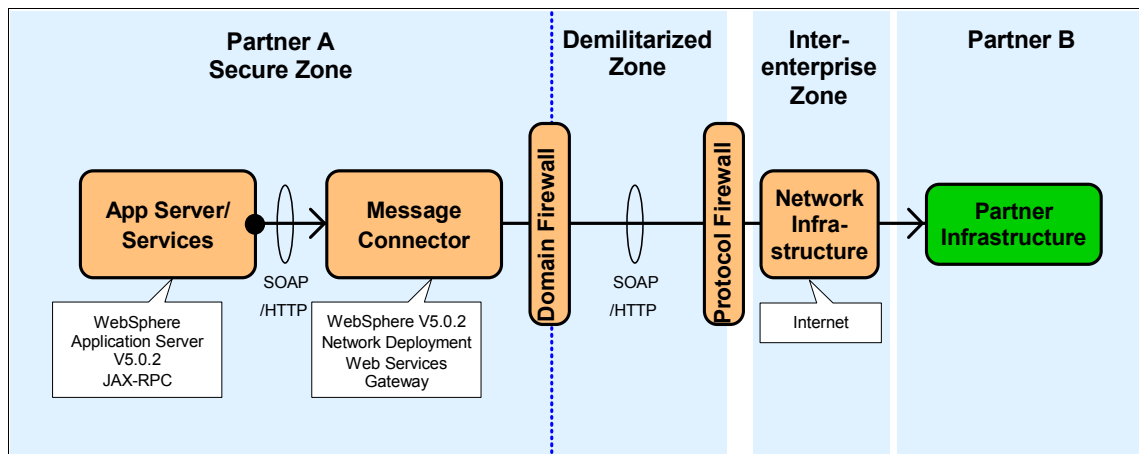 Partner A
Secure Zone
Demilitarized
Zone
Inter-
enterprise
Zone
Partner B
App Server/
Services
Message
Connector
Domain Firewall
Protocol Firewall
Network
Infra-
structure
Partner
Infrastructure
SOAP
/HTTP
SOAP
/HTTP
WebSphere
Application Server
V5.0.2
JAX-RPC
WebSphere V5.0.2
Network Deployment
Web Services
Gateway
Internet